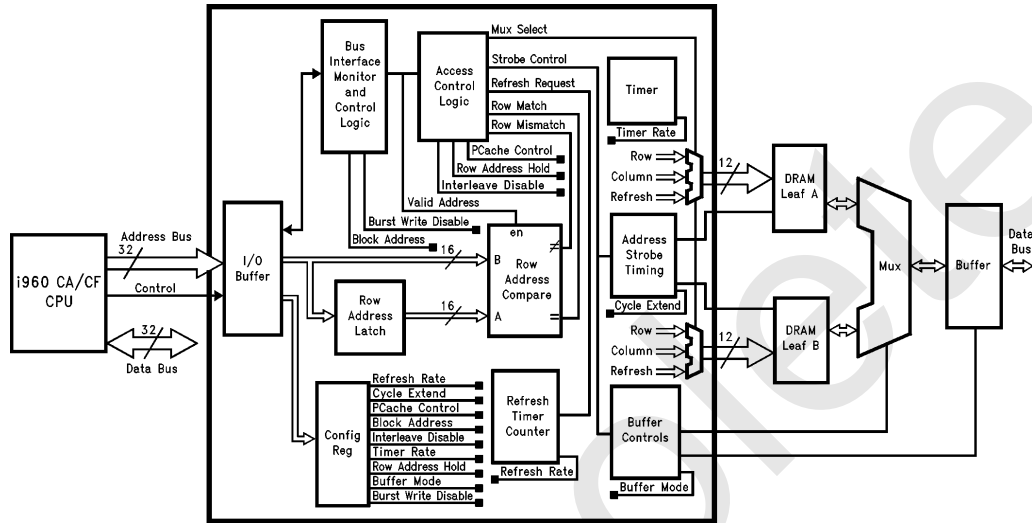 Bus
Interface
Monitor
and
Control
Logic
Access
Control
Logic
Mux Select
Strobe Control
Refresh Request
Row Match
Row Mismatch
PCache Control
Row Address Hold
Interleave Disable
Valid Address
Burst Write Disable
Block Address
Timer
Timer Rate
Row
Column
Refresh
12
DRAM
Leaf A
i960 CA/CF
CPU
Address Bus
32
Control
32
Data Bus
I/O
Buffer
16
en
B
Row
Address
Compare
A
≠
=
Row
Address
Latch
16
Address
Strobe
Timing
Cycle Extend
Row
Column
Refresh
12
DRAM
Leaf B
Mux
Buffer
Data
Bus
Config
Reg
Refresh Rate
Cycle Extend
PCache Control
Block Address
Interleave Disable
Timer Rate
Row Address Hold
Buffer Mode
Burst Write Disable
Refresh
Timer
Counter
Refresh Rate
Buffer
Controls
Buffer Mode
olete